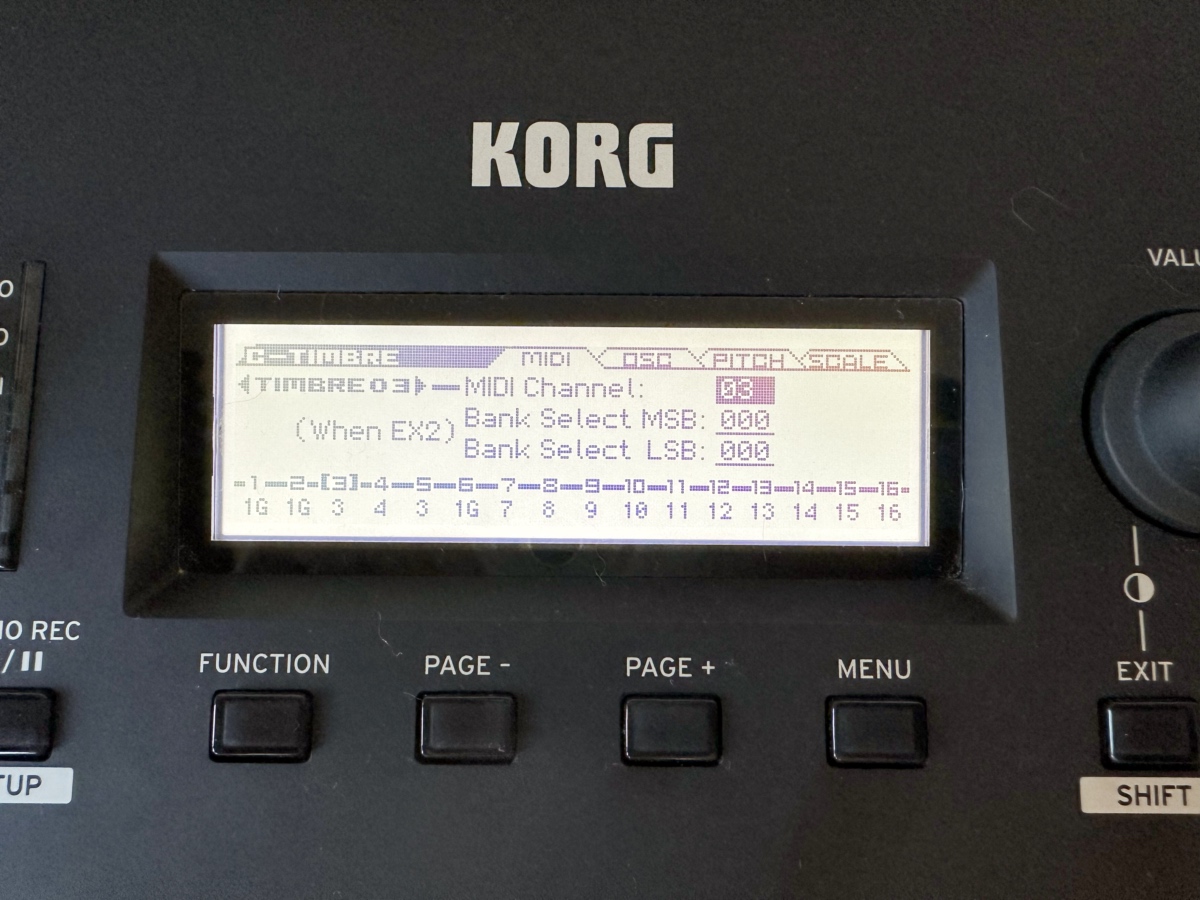 KORG
VALU
O
C-TIMBRE MIDI OSC PITCH SCALE
TIMBRE03 MIDI Channel: 03
(When EX2) Bank Select MSB: 000
Bank Select LSB: 000
1 2 [3] 4 5 6 7 8 9 10 11 12 13 14 15 16
1G 1G 3 4 3 1G 7 8 9 10 11 12 13 14 15 16
IO REC
FUNCTION PAGE - PAGE + MENU EXIT
TUP SHIFT